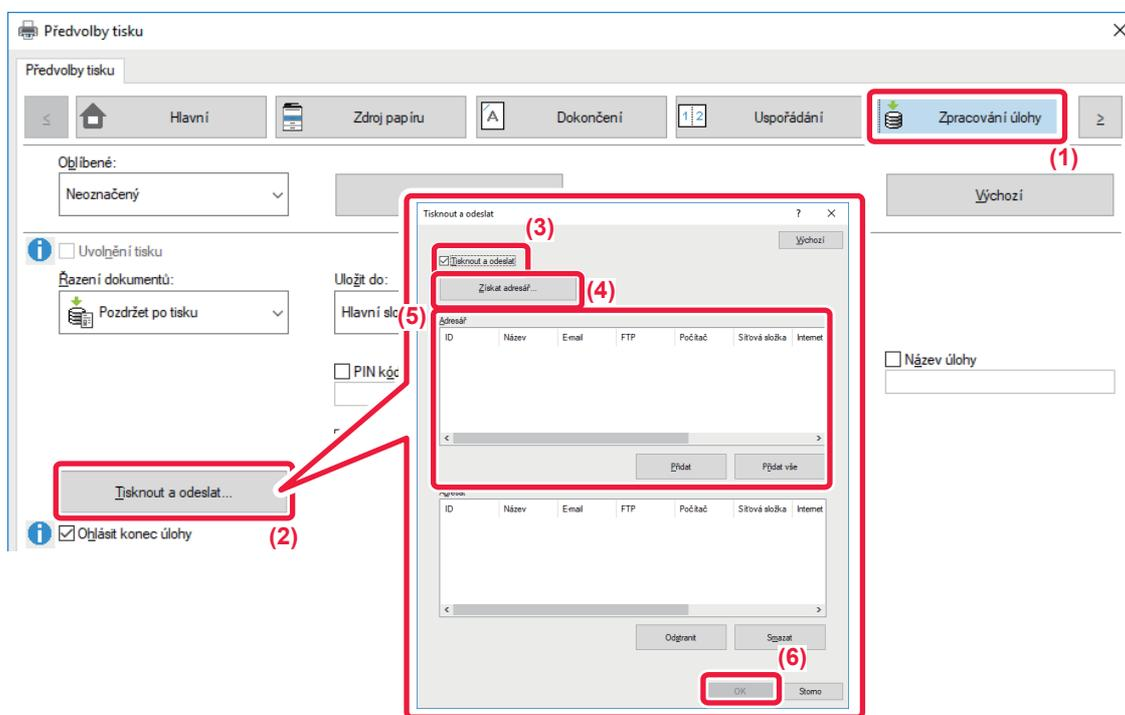 Předvolby tisku
Předvolby tisku
<
Hlavní
Zdroj papíru
Dokončení
Uspořádání
Zpracování úlohy
>
(1)
Oblíbené:
Neoznačený
Výchozí
Uvolnění tisku
Řazení dokumentů:
Pozdržet po tisku
Uložit do:
Hlavní
PIN
Název úlohy
Tisknout a odeslat...
(2)
Ohlásit konec úlohy
Tisknout a odeslat
?
(3)
Výchozí
Tisknout a odeslat
Získat adresář...
(4)
(5)
Adresář
ID Název E-mail FTP Počítač Síťová složka Internet
Přidat
Přidat vše
ID Název E-mail FTP Počítač Síťová složka Internet
Odstranit
Smazat
(6)
OK
Storno